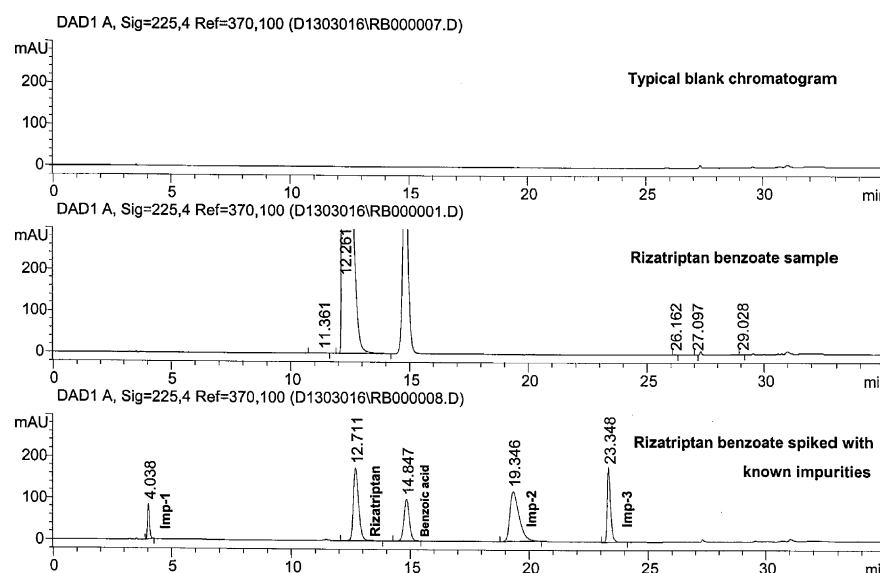 DAD1 A, Sig=225,4 Ref=370,100 (D1303016\RB000007.D)
mAU
300
200
100
0
Typical blank chromatogram
0 5 10 15 20 25 30 min
DAD1 A, Sig=225,4 Ref=370,100 (D1303016\RB000001.D)
mAU
300
200
100
0
11.361
12.261
26.162
27.097
29.028
Rizatriptan benzoate sample
0 5 10 15 20 25 30 min
DAD1 A, Sig=225,4 Ref=370,100 (D1303016\RB000008.D)
mAU
200
100
0
4.038
Imp-1
12.711
Rizatriptan
14.847
Benzoic acid
19.346
Imp-2
23.348
Imp-3
Rizatriptan benzoate spiked with
known impurities
0 5 10 15 20 25 30 min